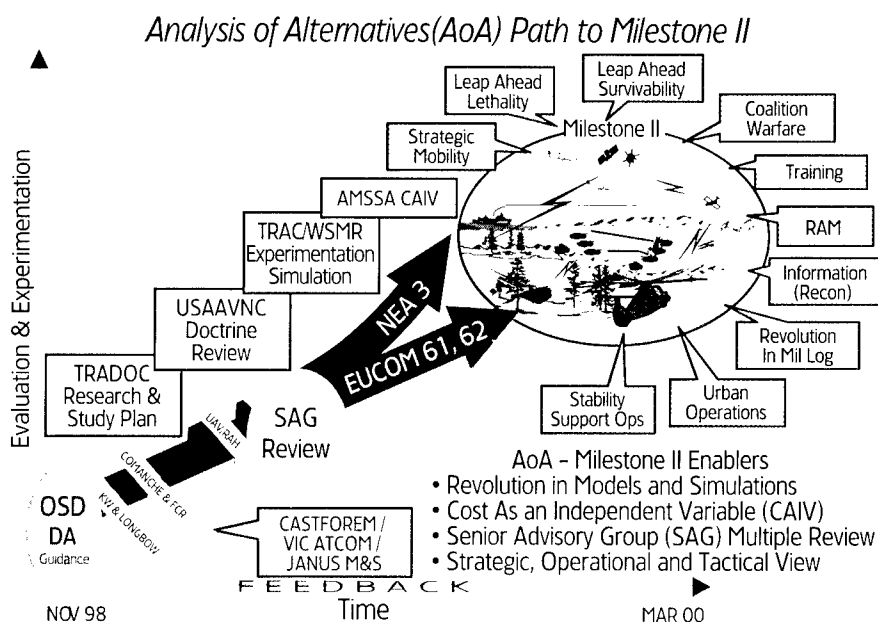 Analysis of Alternatives(AoA) Path to Milestone II
Leap Ahead
Lethality
Leap Ahead
Survivability
Coalition
Warfare
Milestone II
Strategic
Mobility
Training
AMSSA CAIV
RAM
TRAC/WSMR
Experimentation
Simulation
Information
(Recon)
USAAVNC
Doctrine
Review
NEA 3
EUCOM 61, 62
Revolution
In Mil Log
TRADOC
Research &
Study Plan
Stability
Support Ops
Urban
Operations
Evaluation & Experimentation
SAG
Review
UAV,RAH
COMANCHE & FCR
KW & LONGBOW
OSD
DA
Guidance
CASTFOREM /
VIC ATCOM /
JANUS M&S
AoA - Milestone II Enablers
• Revolution in Models and Simulations
• Cost As an Independent Variable (CAIV)
• Senior Advisory Group (SAG) Multiple Review
• Strategic, Operational and Tactical View
FEEDBACK
NOV 98
Time
MAR 00